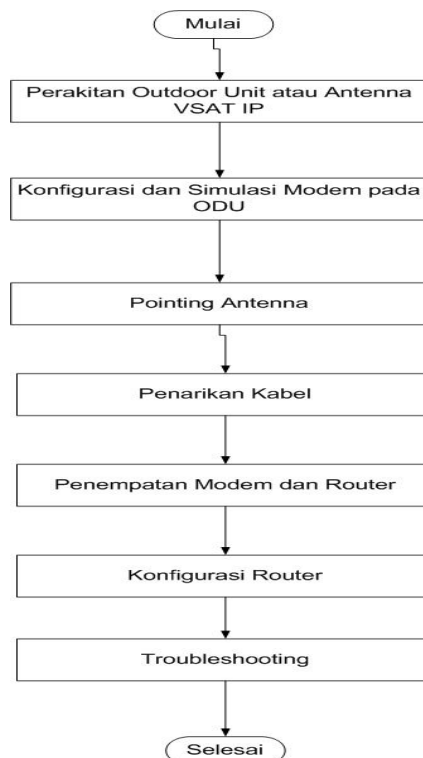 Mulai
Perakitan Outdoor Unit atau Antenna
VSAT IP
Konfigurasi dan Simulasi Modem pada
ODU
Pointing Antenna
Penarikan Kabel
Penempatan Modem dan Router
Konfigurasi Router
Troubleshooting
Selesai